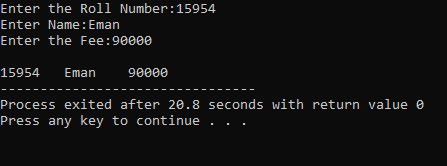 Enter the Roll Number:15954
Enter Name:Eman
Enter the Fee:90000
15954   Eman    90000
--------------------------------
Process exited after 20.8 seconds with return value 0
Press any key to continue . . .